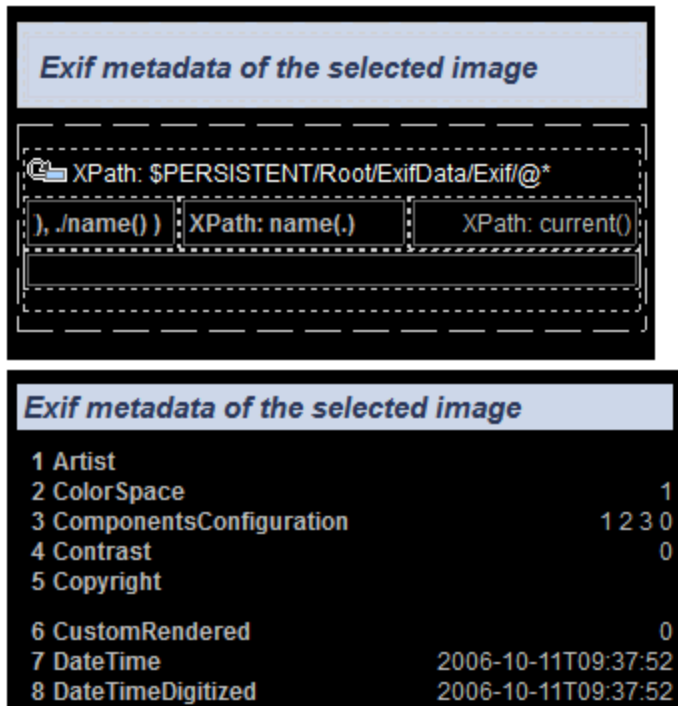 Exif metadata of the selected image
XPath: $PERSISTENT/Root/ExifData/Exif/@*
), ./name() ) XPath: name(.) XPath: current()
Exif metadata of the selected image
1 Artist
2 ColorSpace 1
3 ComponentsConfiguration 1 2 3 0
4 Contrast 0
5 Copyright
6 CustomRendered 0
7 DateTime 2006-10-11T09:37:52
8 DateTimeDigitized 2006-10-11T09:37:52